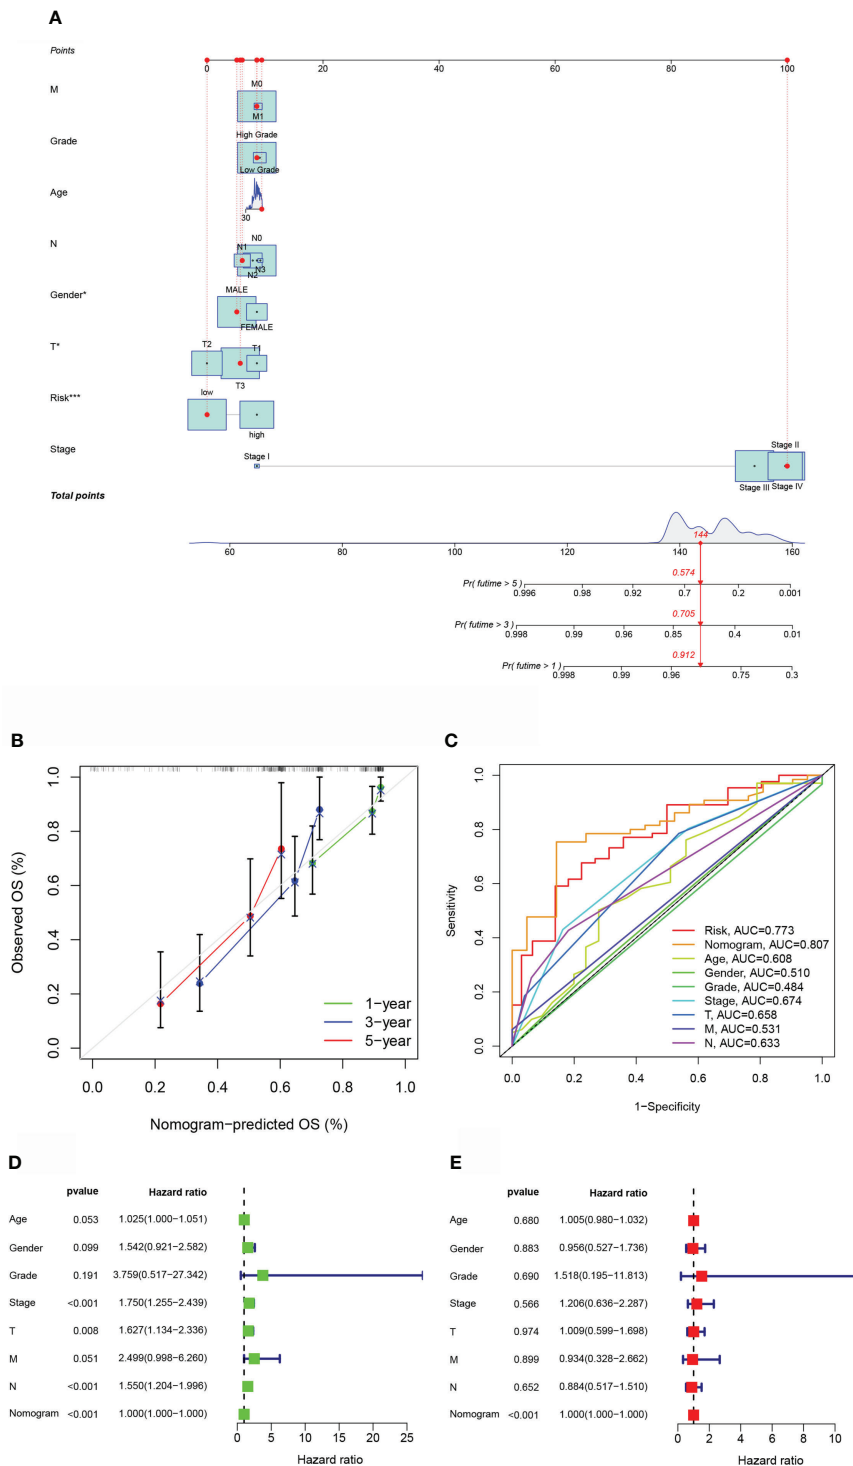 A
Points
0 20 40 60 80 100
M
M0
M1
Grade
High Grade
Low Grade
Age
30
N
N0
N1
N3
N2
Gender*
MALE
FEMALE
T*
T2 T1
T3
Risk***
low
high
Stage
Stage II
Stage I
Stage III Stage IV
Total points
144
60 80 100 120 140 160
0.574
Pr( futime > 5)
0.996 0.98 0.92 0.7 0.2 0.001
0.705
Pr( futime > 3)
0.998 0.99 0.96 0.85 0.4 0.01
0.912
Pr( futime > 1)
0.998 0.99 0.96 0.75 0.3
B
Observed OS (%)
1.0
0.8
0.6
0.4
0.2
0.0
1−year
3−year
5−year
0.0 0.2 0.4 0.6 0.8 1.0
Nomogram−predicted OS (%)
C
Sensitivity
1.0
0.8
0.6
0.4
0.2
0.0
Risk, AUC=0.773
Nomogram, AUC=0.807
Age, AUC=0.608
Gender, AUC=0.510
Grade, AUC=0.484
Stage, AUC=0.674
T, AUC=0.658
M, AUC=0.531
N, AUC=0.633
0.0 0.2 0.4 0.6 0.8 1.0
1−Specificity
D
pvalue Hazard ratio
Age 0.053 1.025(1.000−1.051)
Gender 0.099 1.542(0.921−2.582)
Grade 0.191 3.759(0.517−27.342)
Stage <0.001 1.750(1.255−2.439)
T 0.008 1.627(1.134−2.336)
M 0.051 2.499(0.998−6.260)
N <0.001 1.550(1.204−1.996)
Nomogram <0.001 1.000(1.000−1.000)
0 5 10 15 20 25
Hazard ratio
E
pvalue Hazard ratio
Age 0.680 1.005(0.980−1.032)
Gender 0.883 0.956(0.527−1.736)
Grade 0.690 1.518(0.195−11.813)
Stage 0.566 1.206(0.636−2.287)
T 0.974 1.009(0.599−1.698)
M 0.899 0.934(0.328−2.662)
N 0.652 0.884(0.517−1.510)
Nomogram <0.001 1.000(1.000−1.000)
0 2 4 6 8 10
Hazard ratio